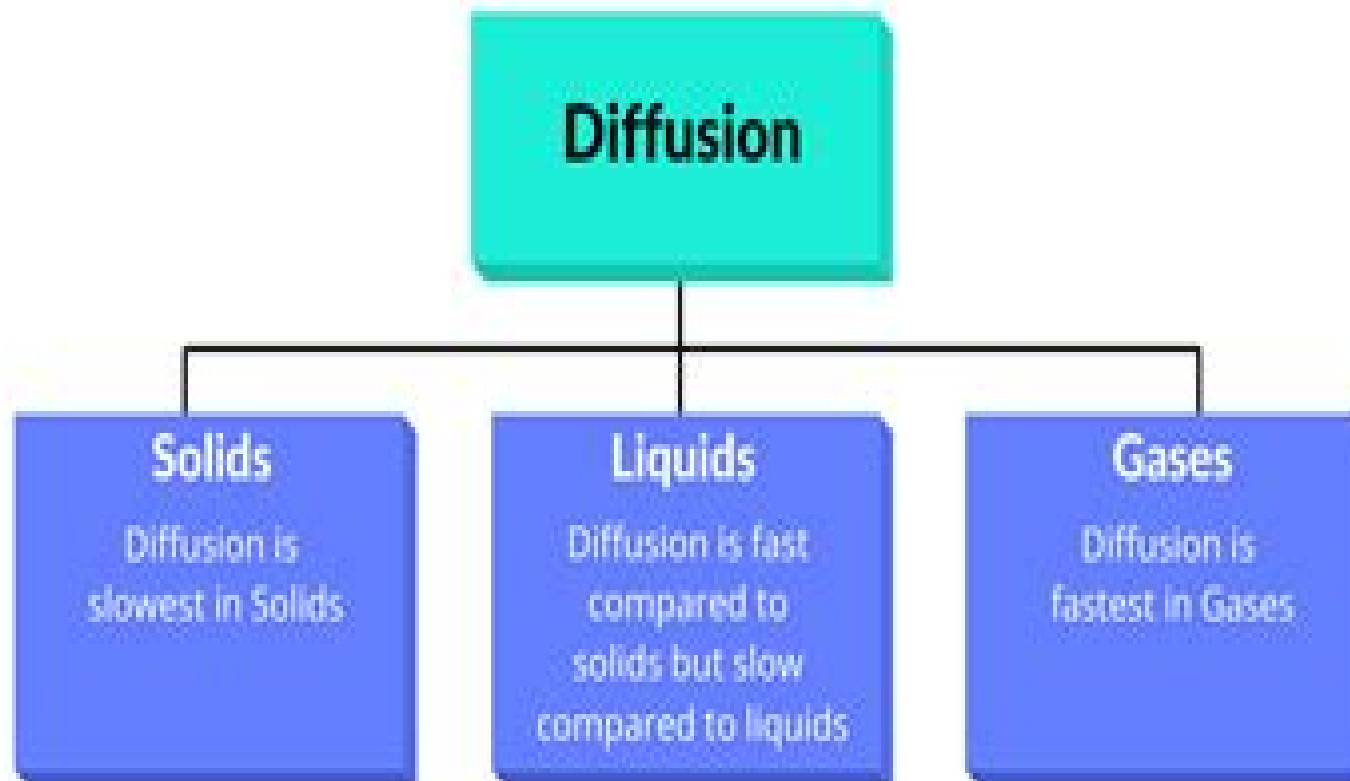 Diffusion
Solids
Diffusion is
slowest in Solids
Liquids
Diffusion is fast
compared to
solids but slow
compared to liquids
Gases
Diffusion is
fastest in Gases